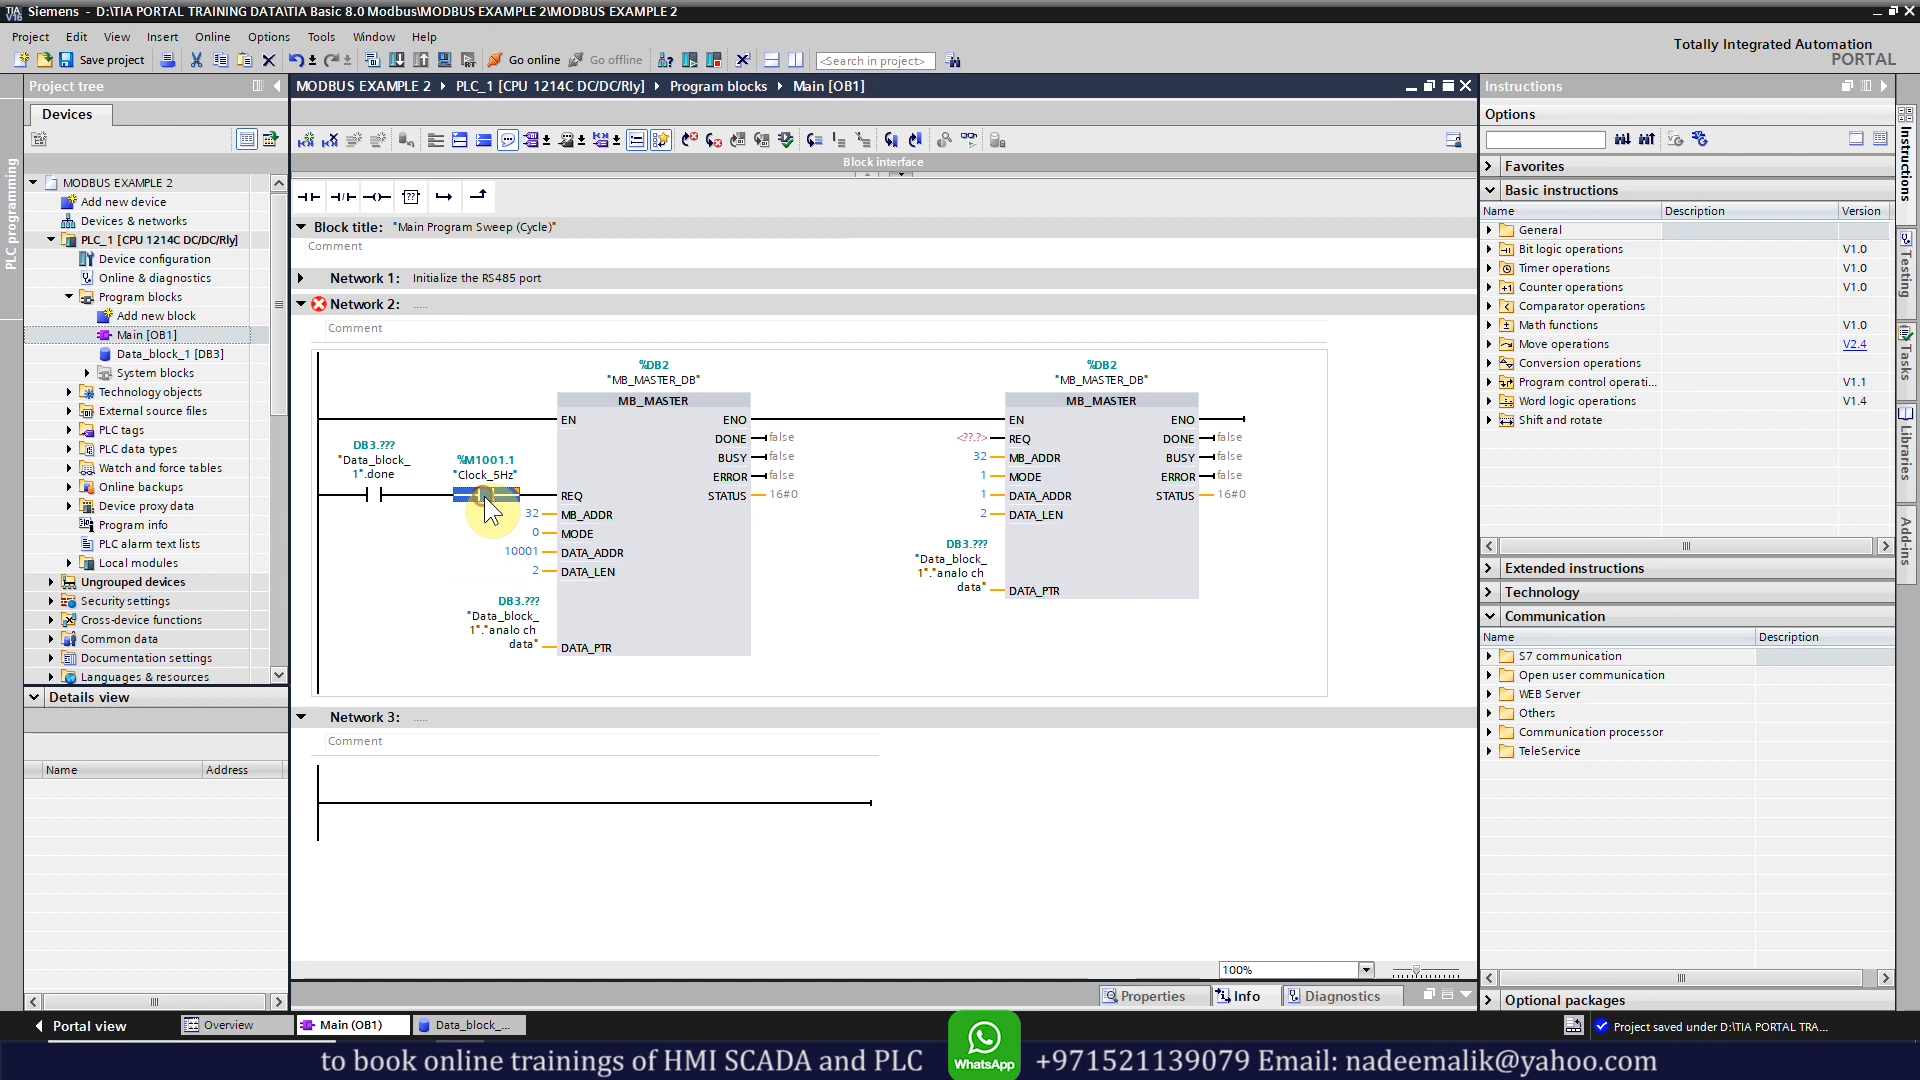 Siemens - D:\TIA PORTAL TRAINING DATA\TIA Basic 8.0 Modbus\MODBUS EXAMPLE 2\MODBUS EXAMPLE 2
Project Edit View Insert Online Options Tools Window Help
Totally Integrated Automation
PORTAL
Save project
Go online
Go offline
<Search in project>
Project tree
MODBUS EXAMPLE 2 PLC_1 [CPU 1214C DC/DC/Rly] Program blocks Main [OB1]
Instructions
Devices
Options
Block interface
PLC programming
MODBUS EXAMPLE 2
Add new device
Devices & networks
PLC_1 [CPU 1214C DC/DC/Rly]
Device configuration
Online & diagnostics
Program blocks
Add new block
Main [OB1]
Data_block_1 [DB3]
System blocks
Technology objects
External source files
PLC tags
PLC data types
Watch and force tables
Online backups
Device proxy data
Program info
PLC alarm text lists
Local modules
Ungrouped devices
Security settings
Cross-device functions
Common data
Documentation settings
Languages & resources
Details view
Name Address
Block title: "Main Program Sweep (Cycle)"
Comment
Network 1: Initialize the RS485 port
Network 2: .....
Comment
%DB2
"MB_MASTER_DB"
MB_MASTER
EN ENO
DONE false
BUSY false
ERROR false
STATUS 16#0
DB3.???
"Data_block_
1".done
%M1001.1
"Clock_5Hz"
REQ
32 MB_ADDR
0 MODE
10001 DATA_ADDR
2 DATA_LEN
DB3.???
"Data_block_
1"."analo ch
data" DATA_PTR
%DB2
"MB_MASTER_DB"
MB_MASTER
EN ENO
<??.?> REQ DONE false
32 MB_ADDR BUSY false
1 MODE ERROR false
1 DATA_ADDR STATUS 16#0
2 DATA_LEN
DB3.???
"Data_block_
1"."analo ch
data" DATA_PTR
Network 3: .....
Comment
100%
Properties Info Diagnostics
Favorites
Basic instructions
Name Description Version
General
Bit logic operations V1.0
Timer operations V1.0
Counter operations V1.0
Comparator operations
Math functions V1.0
Move operations V2.4
Conversion operations
Program control operati... V1.1
Word logic operations V1.4
Shift and rotate
Extended instructions
Technology
Communication
Name Description
S7 communication
Open user communication
WEB Server
Others
Communication processor
TeleService
Optional packages
Instructions
Testing
Tasks
Libraries
Add-ins
Portal view Overview Main (OB1) Data_block_... Project saved under D:\TIA PORTAL TRA...
to book online trainings of HMI SCADA and PLC WhatsApp +971521139079 Email: nadeemalik@yahoo.com